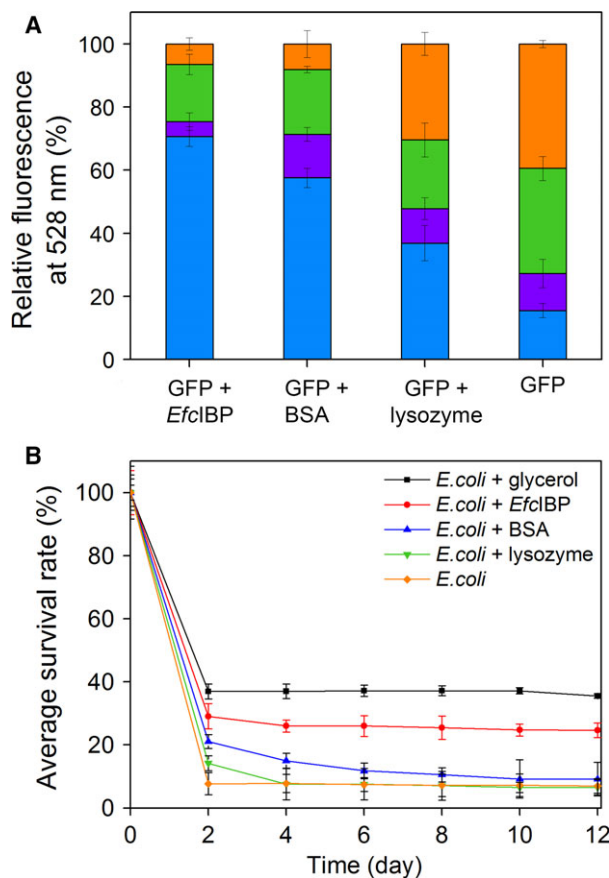 A
Relative fluorescence
at 528 nm (%)
100
80
60
40
20
0
GFP +
EfcIBP
GFP +
BSA
GFP +
lysozyme
GFP
B
Average survival rate (%)
100
80
60
40
20
0
E.coli + glycerol
E.coli + EfcIBP
E.coli + BSA
E.coli + lysozyme
E.coli
0 2 4 6 8 10 12
Time (day)